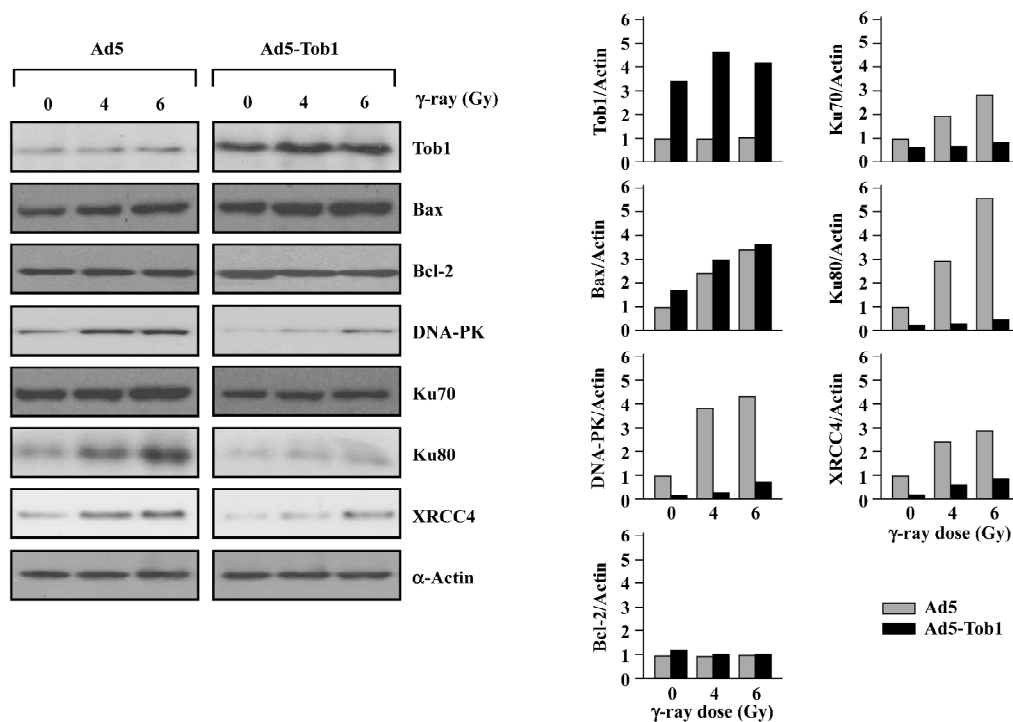 Ad5 Ad5-Tob1
0 4 6 0 4 6 γ-ray (Gy)
Tob1
Bax
Bcl-2
DNA-PK
Ku70
Ku80
XRCC4
α-Actin
Tob1/Actin
6
5
4
3
2
1
0
Ku70/Actin
6
5
4
3
2
1
0
Bax/Actin
6
5
4
3
2
1
0
Ku80/Actin
6
5
4
3
2
1
0
DNA-PK/Actin
6
5
4
3
2
1
0
0 4 6
XRCC4/Actin
6
5
4
3
2
1
0
0 4 6
γ-ray dose (Gy)
Bcl-2/Actin
6
5
4
3
2
1
0
0 4 6
γ-ray dose (Gy)
Ad5
Ad5-Tob1